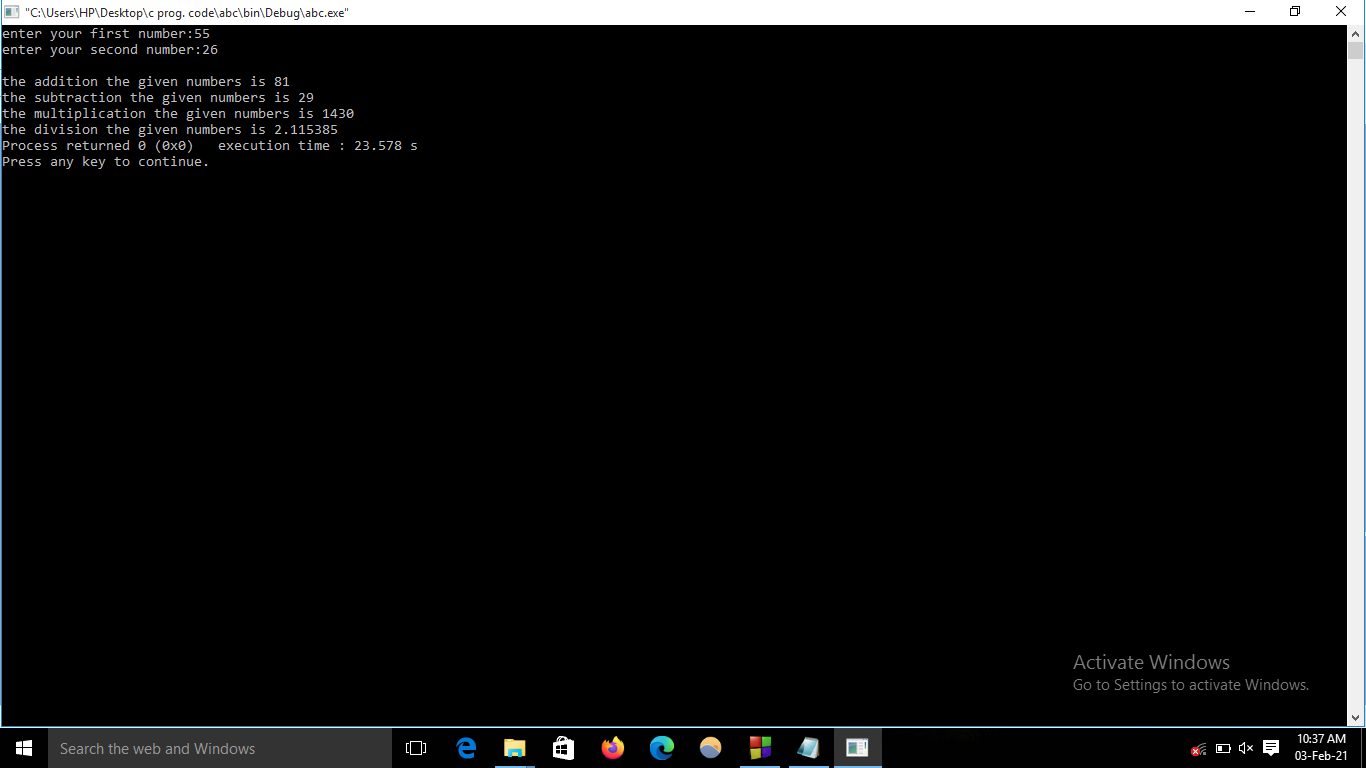 "C:\Users\HP\Desktop\c prog. code\abc\bin\Debug\abc.exe"
enter your first number:55
enter your second number:26
the addition the given numbers is 81
the subtraction the given numbers is 29
the multiplication the given numbers is 1430
the division the given numbers is 2.115385
Process returned 0 (0x0)   execution time : 23.578 s
Press any key to continue.
Activate Windows
Go to Settings to activate Windows.
Search the web and Windows
10:37 AM
03-Feb-21